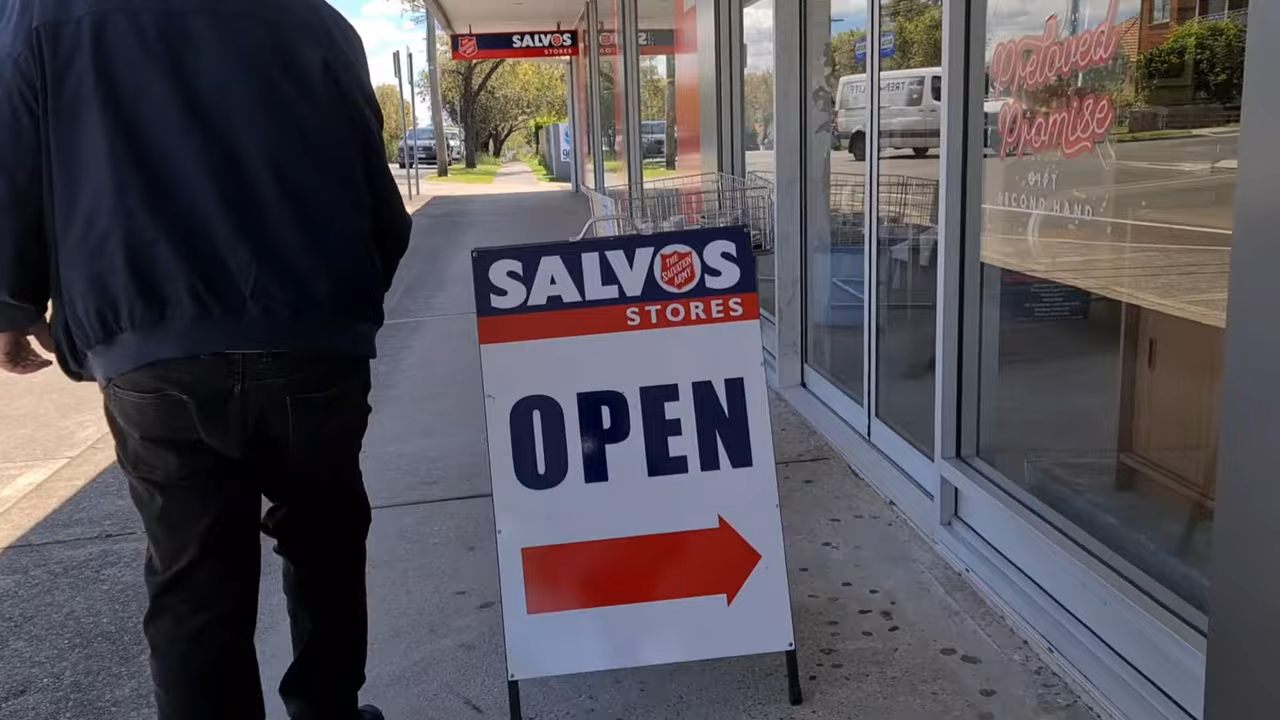 SALVOS
STORES
Preloved
Promise
SECOND HAND
SALVOS
THE
SALVATION
ARMY
STORES
OPEN